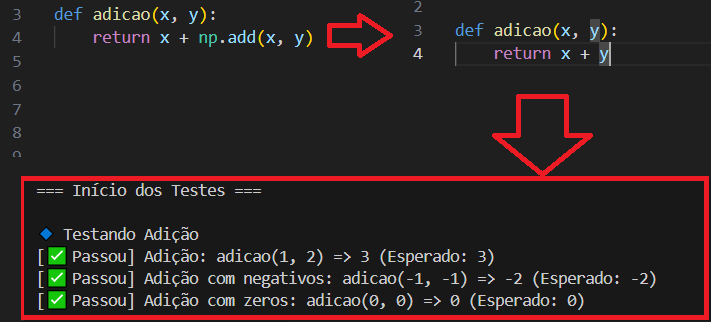 3 def adicao(x, y):
4 return x + np.add(x, y)
5
6
7
8
9
2
3 def adicao(x, y):
4 return x + y
=== Início dos Testes ===
🔹 Testando Adição
[✅ Passou] Adição: adicao(1, 2) => 3 (Esperado: 3)
[✅ Passou] Adição com negativos: adicao(-1, -1) => -2 (Esperado: -2)
[✅ Passou] Adição com zeros: adicao(0, 0) => 0 (Esperado: 0)